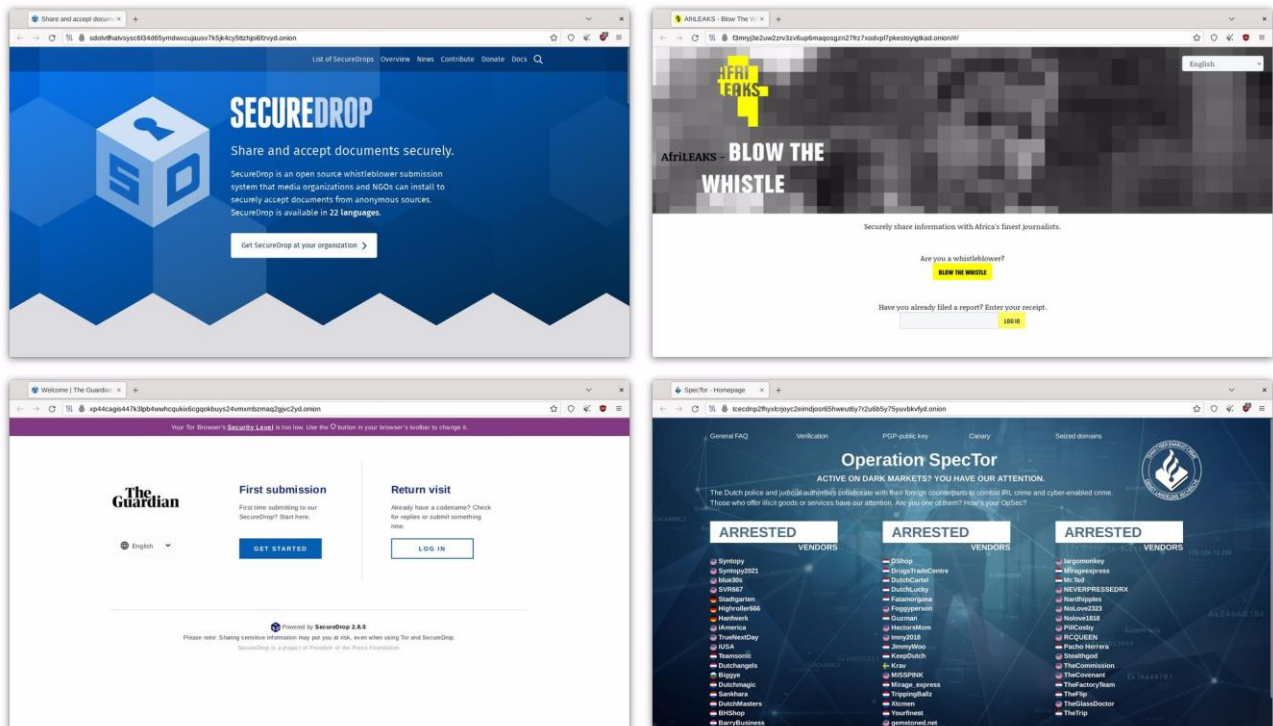 Share and accept docum
List of SecureDrops Overview News Contribute Donate Docs
SECUREDROP
Share and accept documents securely.
SecureDrop is an open source whistleblower submission
system that media organizations and NGOs can install to
securely accept documents from anonymous sources.
SecureDrop is available in 22 languages.
Get SecureDrop at your organization
SD
AfriLEAKS - Blow The W
English
AFRI
LEAKS
AfriLEAKS - BLOW THE
WHISTLE
Securely share information with Africa's finest journalists.
Are you a whistleblower?
BLOW THE WHISTLE
Have you already filed a report? Enter your receipt.
LOG IN
Welcome | The Guardian
Your Tor Browser's Security Level is too low. Use the button in your browser's toolbar to change it.
The
Guardian
English
First submission
First time submitting to our
SecureDrop? Start here.
GET STARTED
Return visit
Already have a codename? Check
for replies or submit something
new.
LOG IN
Powered by SecureDrop 2.8.0.
Please note: Sharing sensitive information may put you at risk, even when using Tor and SecureDrop.
SecureDrop is a project of Freedom of the Press Foundation.
SpecTor - Homepage
General FAQ Verification PGP-public key Canary Seized domains
Operation SpecTor
ACTIVE ON DARK MARKETS? YOU HAVE OUR ATTENTION.
The Dutch police and judicial authorities collaborate with their foreign counterparts to combat IRL crime and cyber-enabled crime.
Those who offer illicit goods or services have our attention. Are you one of them? How's your OpSec?
ARRESTED
VENDORS
Syntopy
Syntopy2021
blue30s
SVR667
Stadtgarten
Highroller666
Hanfwerk
iAmerica
TrueNextDay
iUSA
Teamsonic
Dutchangels
Biggye
Dutchmagic
Sankhara
DutchMasters
BHShop
BarryBusiness
ARRESTED
VENDORS
DShop
DrugsTradeCentre
DutchCartel
DutchLucky
Fatamorgana
Foggyperson
Guzman
HectorsMom
Imny2018
JimmyWoo
KeepDutch
Krav
MISSPINK
Mirage_express
TrippingBallz
Xtcmen
Yourfinest
gemstoned.net
ARRESTED
VENDORS
largomonkey
Mirageexpress
Mr.Ted
NEVERPRESSEDRX
Nardhipples
NoLove2323
Nolove1818
PillCosby
RCQUEEN
Pacho Herrera
Stealthgod
TheCommission
TheCovenant
TheFactoryTeam
TheFlip
TheGlassDoctor
TheTrip